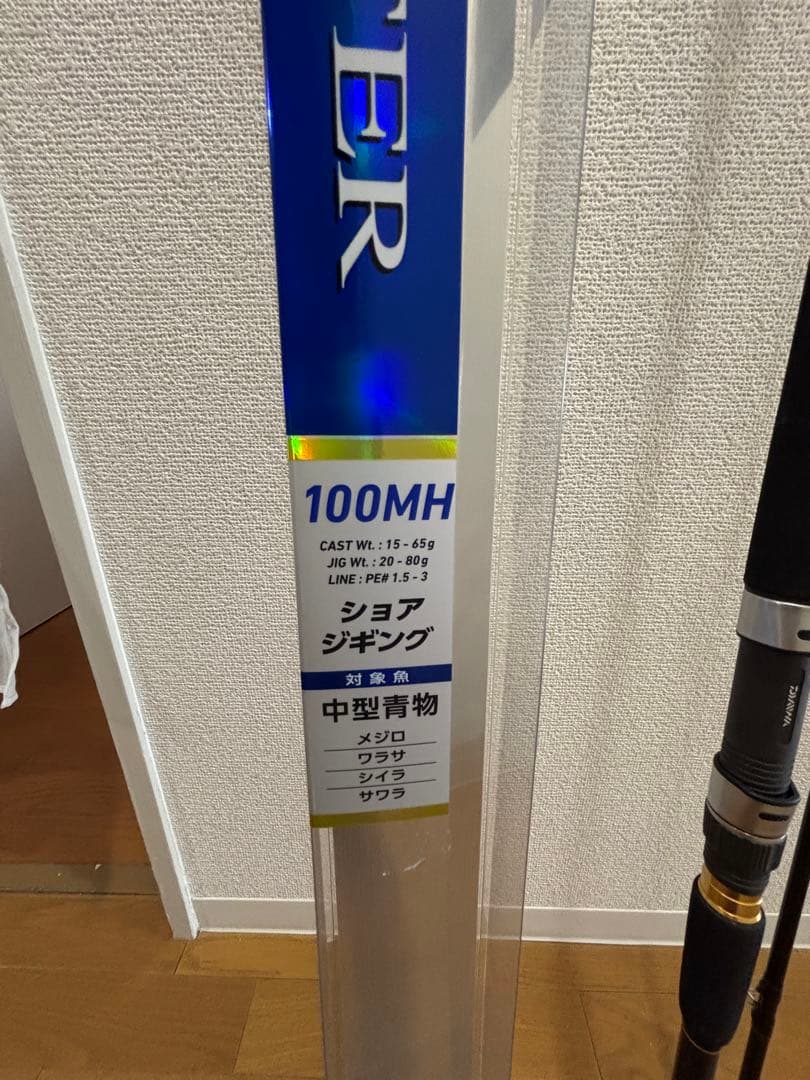 TER
100MH
CAST Wt. : 15 - 65g
JIG Wt. : 20 - 80g
LINE : PE# 1.5 - 3
ショア
ジギング
対象魚
中型青物
メジロ
ワラサ
シイラ
サワラ
DAIWA